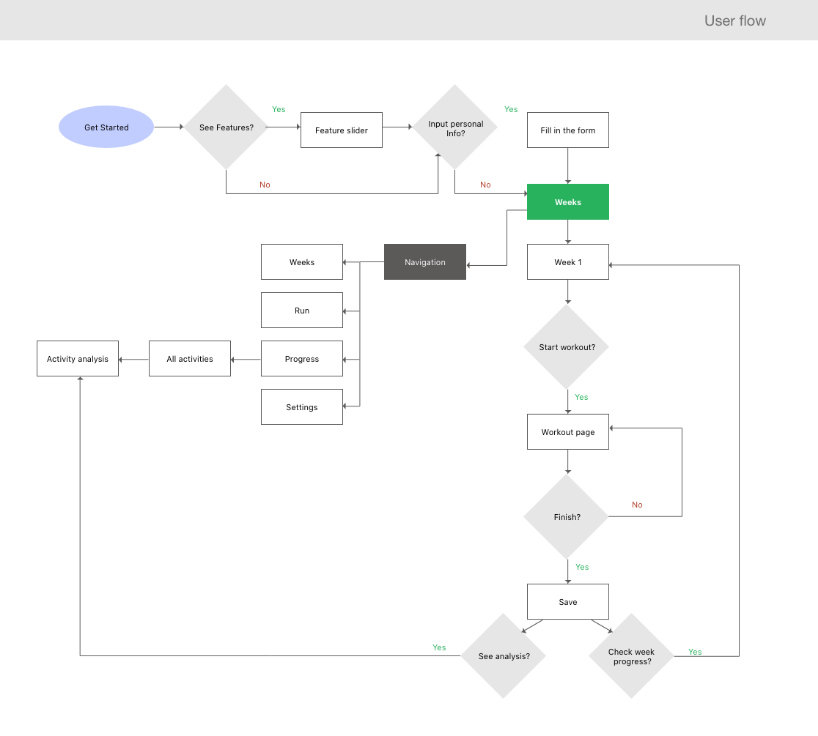 User flow
Get Started
See Features?
Yes
Feature slider
Input personal
Info?
Yes
Fill in the form
No
No
Weeks
Navigation
Week 1
Weeks
Run
Progress
Settings
All activities
Activity analysis
Start workout?
Yes
Workout page
Finish?
No
Yes
Save
See analysis?
Yes
Check week
progress?
Yes